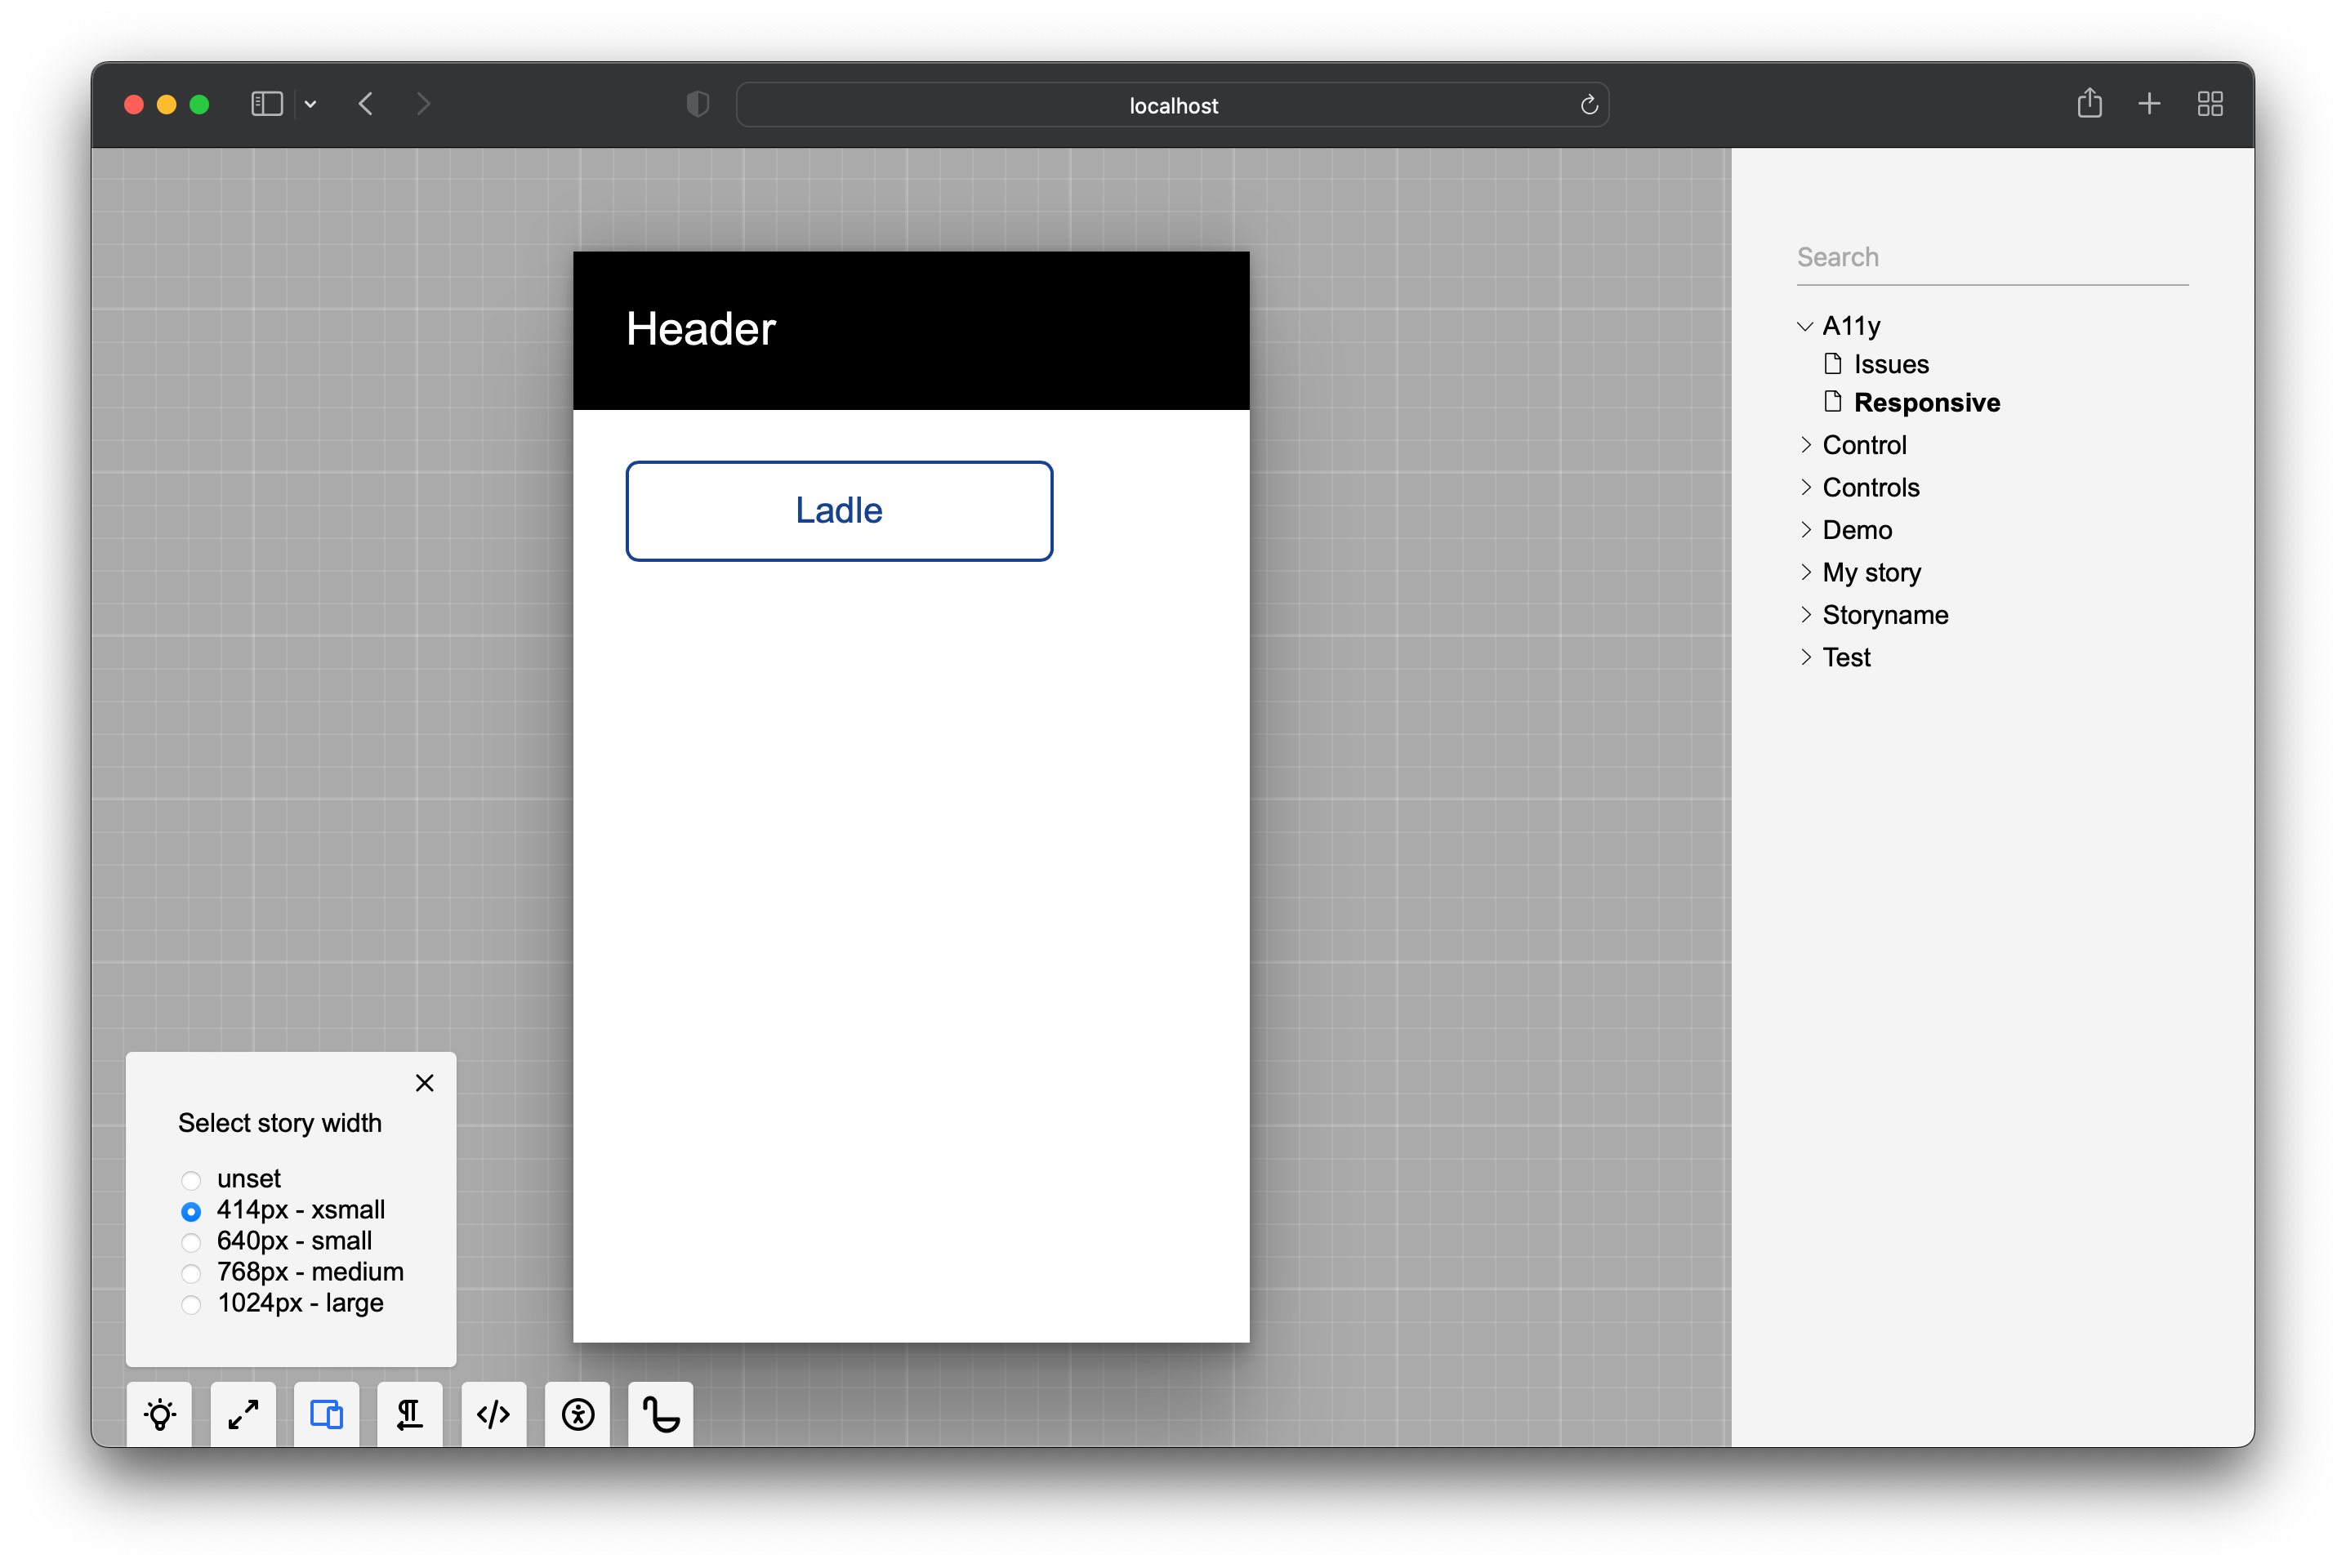 localhost
Header
Ladle
Search
A11y
Issues
Responsive
Control
Controls
Demo
My story
Storyname
Test
Select story width
unset
414px - xsmall
640px - small
768px - medium
1024px - large